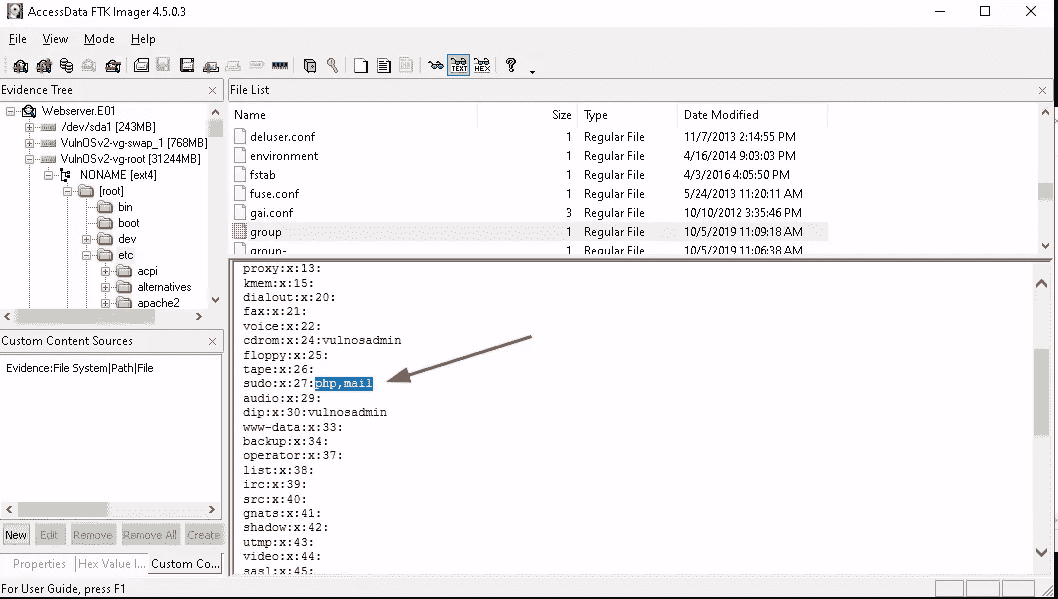 AccessData FTK Imager 4.5.0.3
File View Mode Help
Evidence Tree
File List
Webserver.E01
/dev/sda1 [243MB]
VulnOSv2-vg-swap_1 [768MB]
VulnOSv2-vg-root [31244MB]
NONAME [ext4]
[root]
bin
boot
dev
etc
acpi
alternatives
apache2
Name Size Type Date Modified
deluser.conf 1 Regular File 11/7/2013 2:14:55 PM
environment 1 Regular File 4/16/2014 9:03:03 PM
fstab 1 Regular File 4/3/2016 4:05:50 PM
fuse.conf 1 Regular File 5/24/2013 11:20:11 AM
gai.conf 3 Regular File 10/10/2012 3:35:46 PM
group 1 Regular File 10/5/2019 11:09:18 AM
group- 1 Regular File 10/5/2019 11:06:38 AM
Custom Content Sources
Evidence:File System|Path|File
New Edit Remove Remove All Create
Properties Hex Value I... Custom Co...
proxy:x:13:
kmem:x:15:
dialout:x:20:
fax:x:21:
voice:x:22:
cdrom:x:24:vulnosadmin
floppy:x:25:
tape:x:26:
sudo:x:27:php,mail
audio:x:29:
dip:x:30:vulnosadmin
www-data:x:33:
backup:x:34:
operator:x:37:
list:x:38:
irc:x:39:
src:x:40:
gnats:x:41:
shadow:x:42:
utmp:x:43:
video:x:44:
sasl:x:45:
For User Guide, press F1
TEXT
HEX